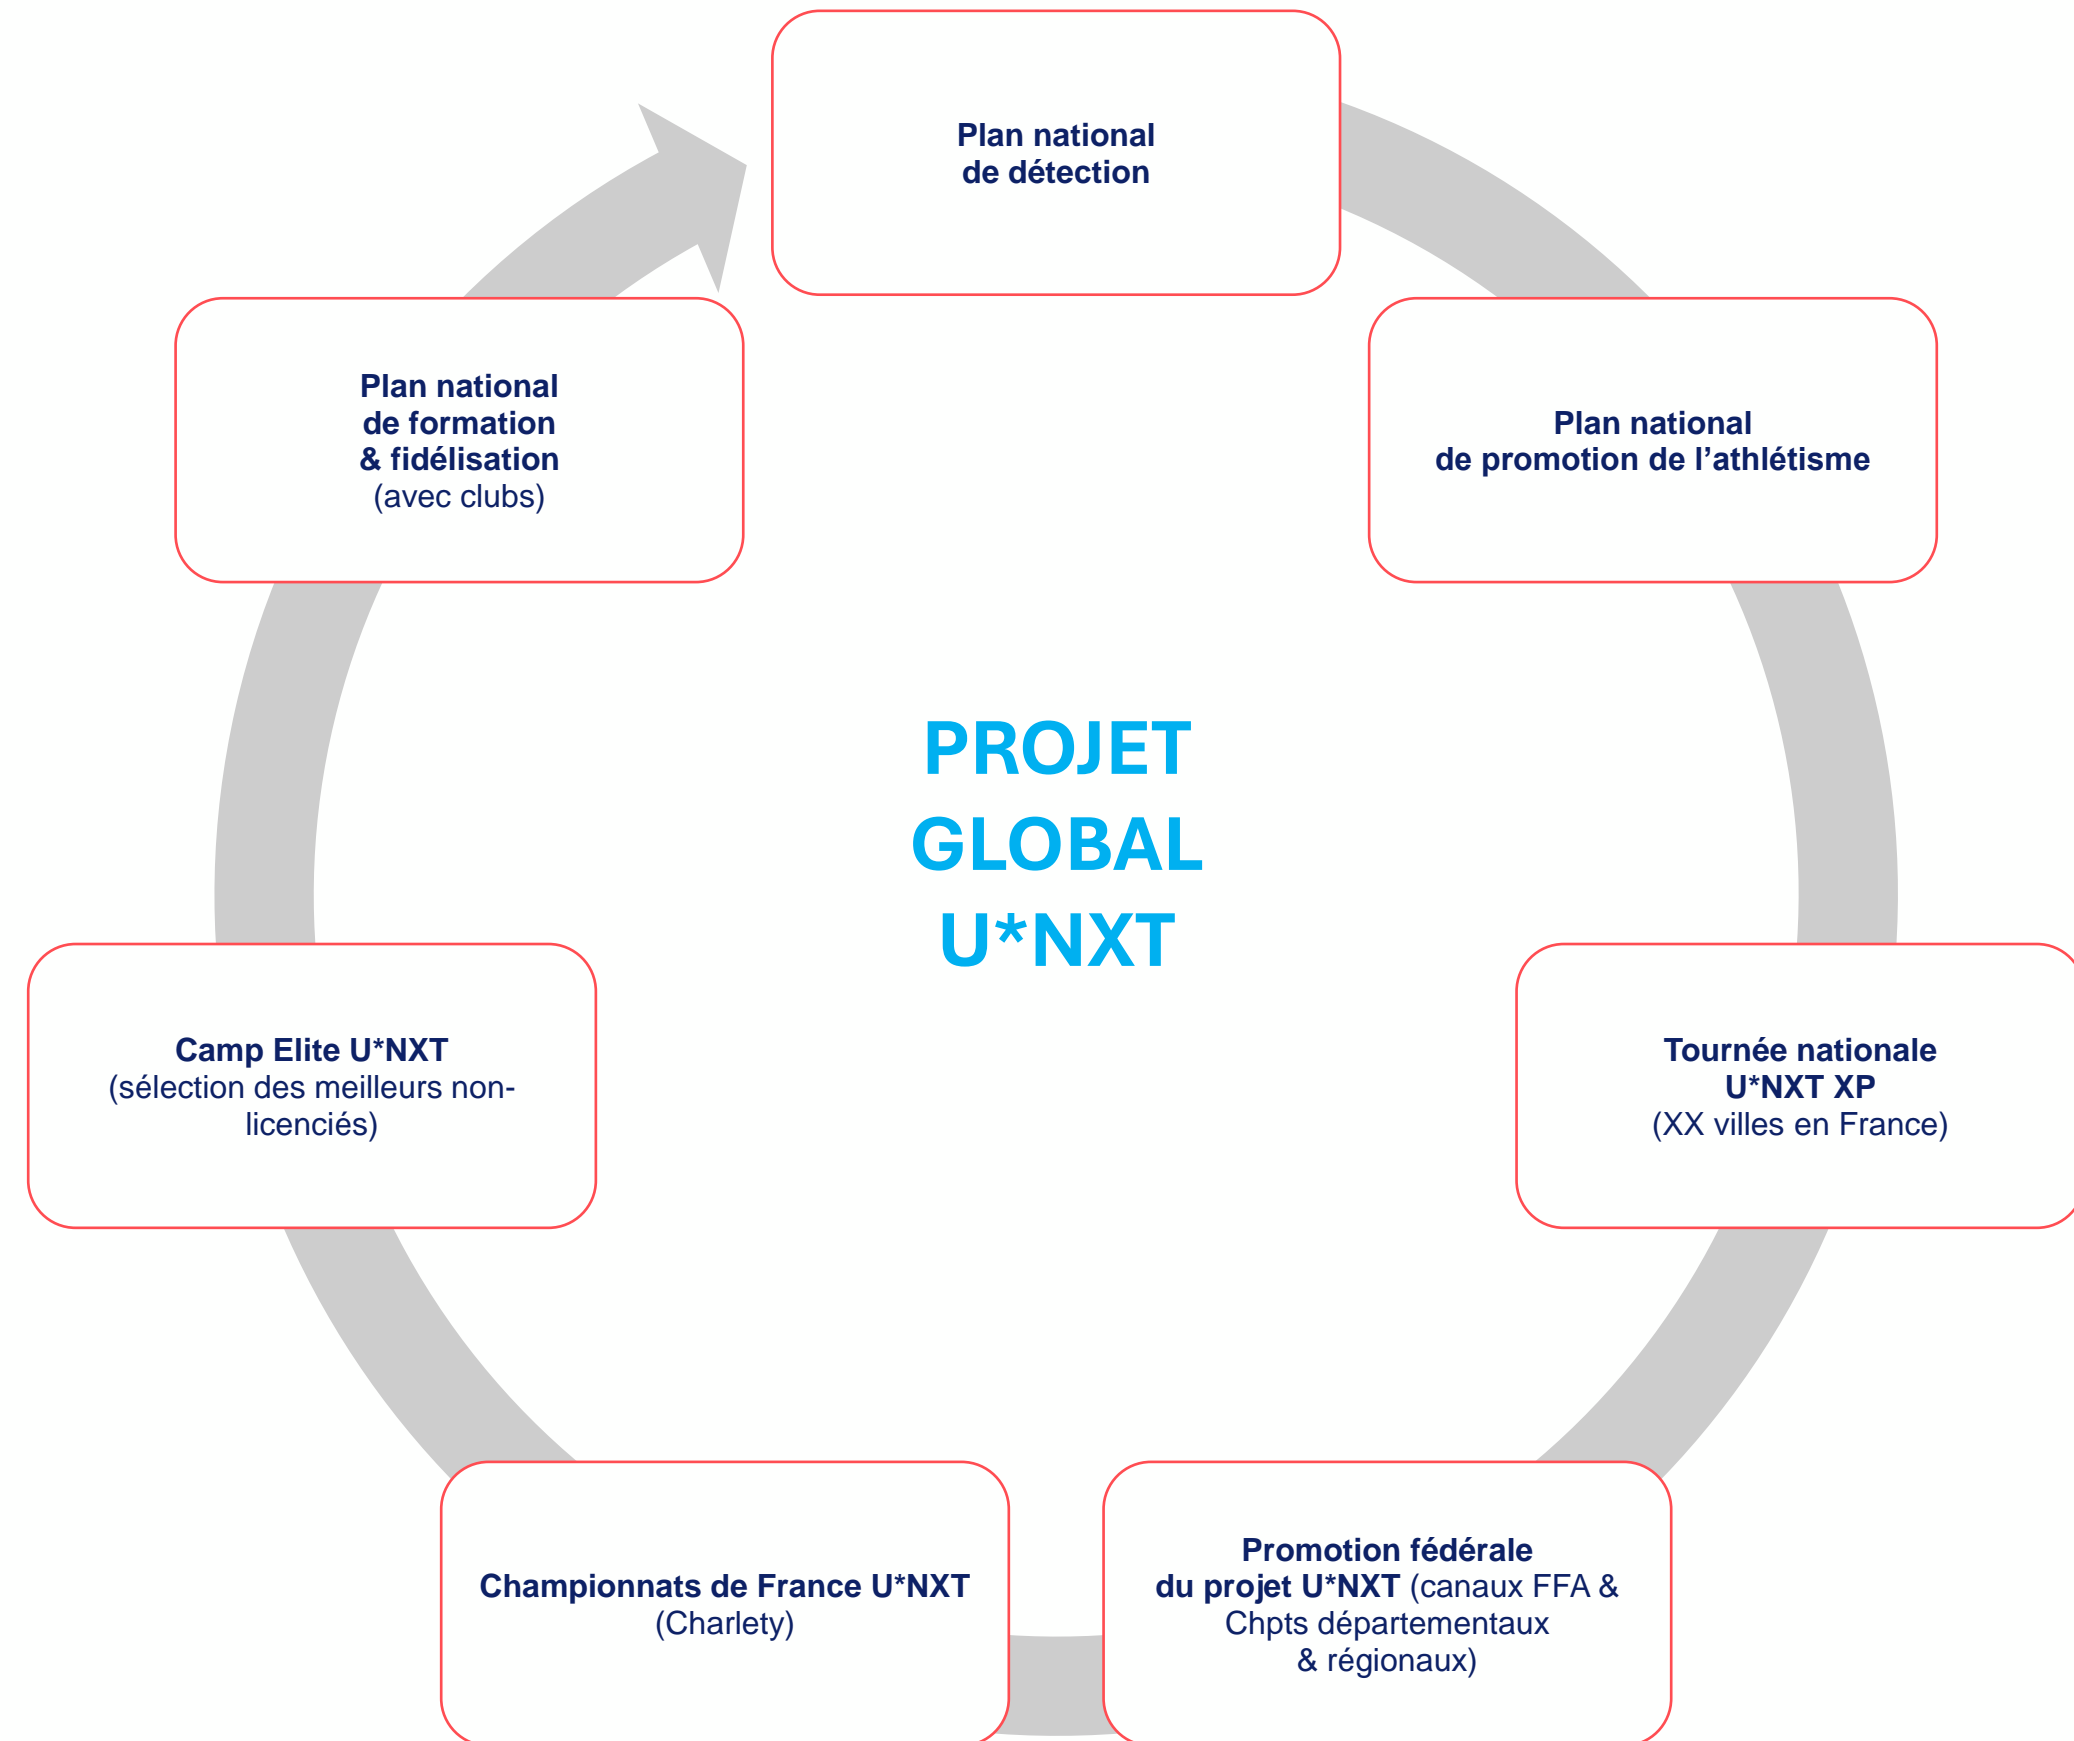 Plan national
de détection
Plan national
de promotion de l’athlétisme
Tournée nationale
U*NXT XP
(XX villes en France)
Promotion fédérale
du projet U*NXT (canaux FFA &
Chpts départementaux
& régionaux)
Championnats de France U*NXT
(Charlety)
Camp Elite U*NXT
(sélection des meilleurs non-
licenciés)
Plan national
de formation
& fidélisation
(avec clubs)
PROJET
GLOBAL
U*NXT